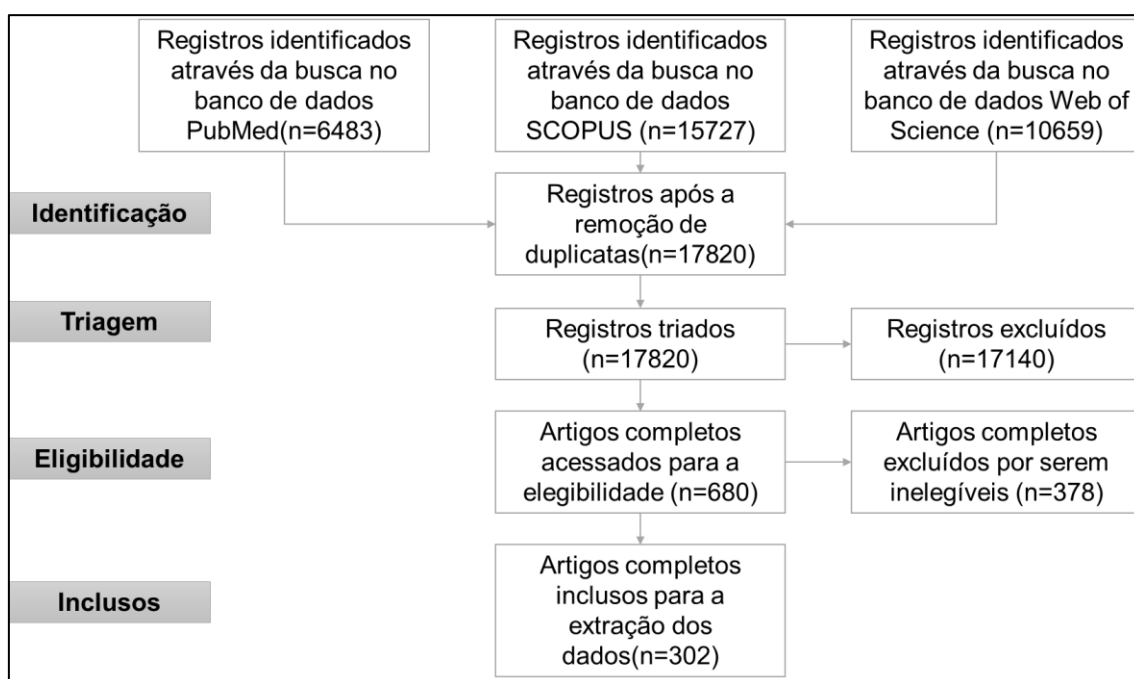 Registros identificados
através da busca no
banco de dados
PubMed(n=6483)
Registros identificados
através da busca no
banco de dados
SCOPUS (n=15727)
Registros identificados
através da busca no
banco de dados Web of
Science (n=10659)
Identificação
Registros após a
remoção de
duplicatas(n=17820)
Triagem
Registros triados
(n=17820)
Registros excluídos
(n=17140)
Eligibilidade
Artigos completos
acessados para a
elegibilidade (n=680)
Artigos completos
excluídos por serem
inelegíveis (n=378)
Inclusos
Artigos completos
inclusos para a
extração dos
dados(n=302)